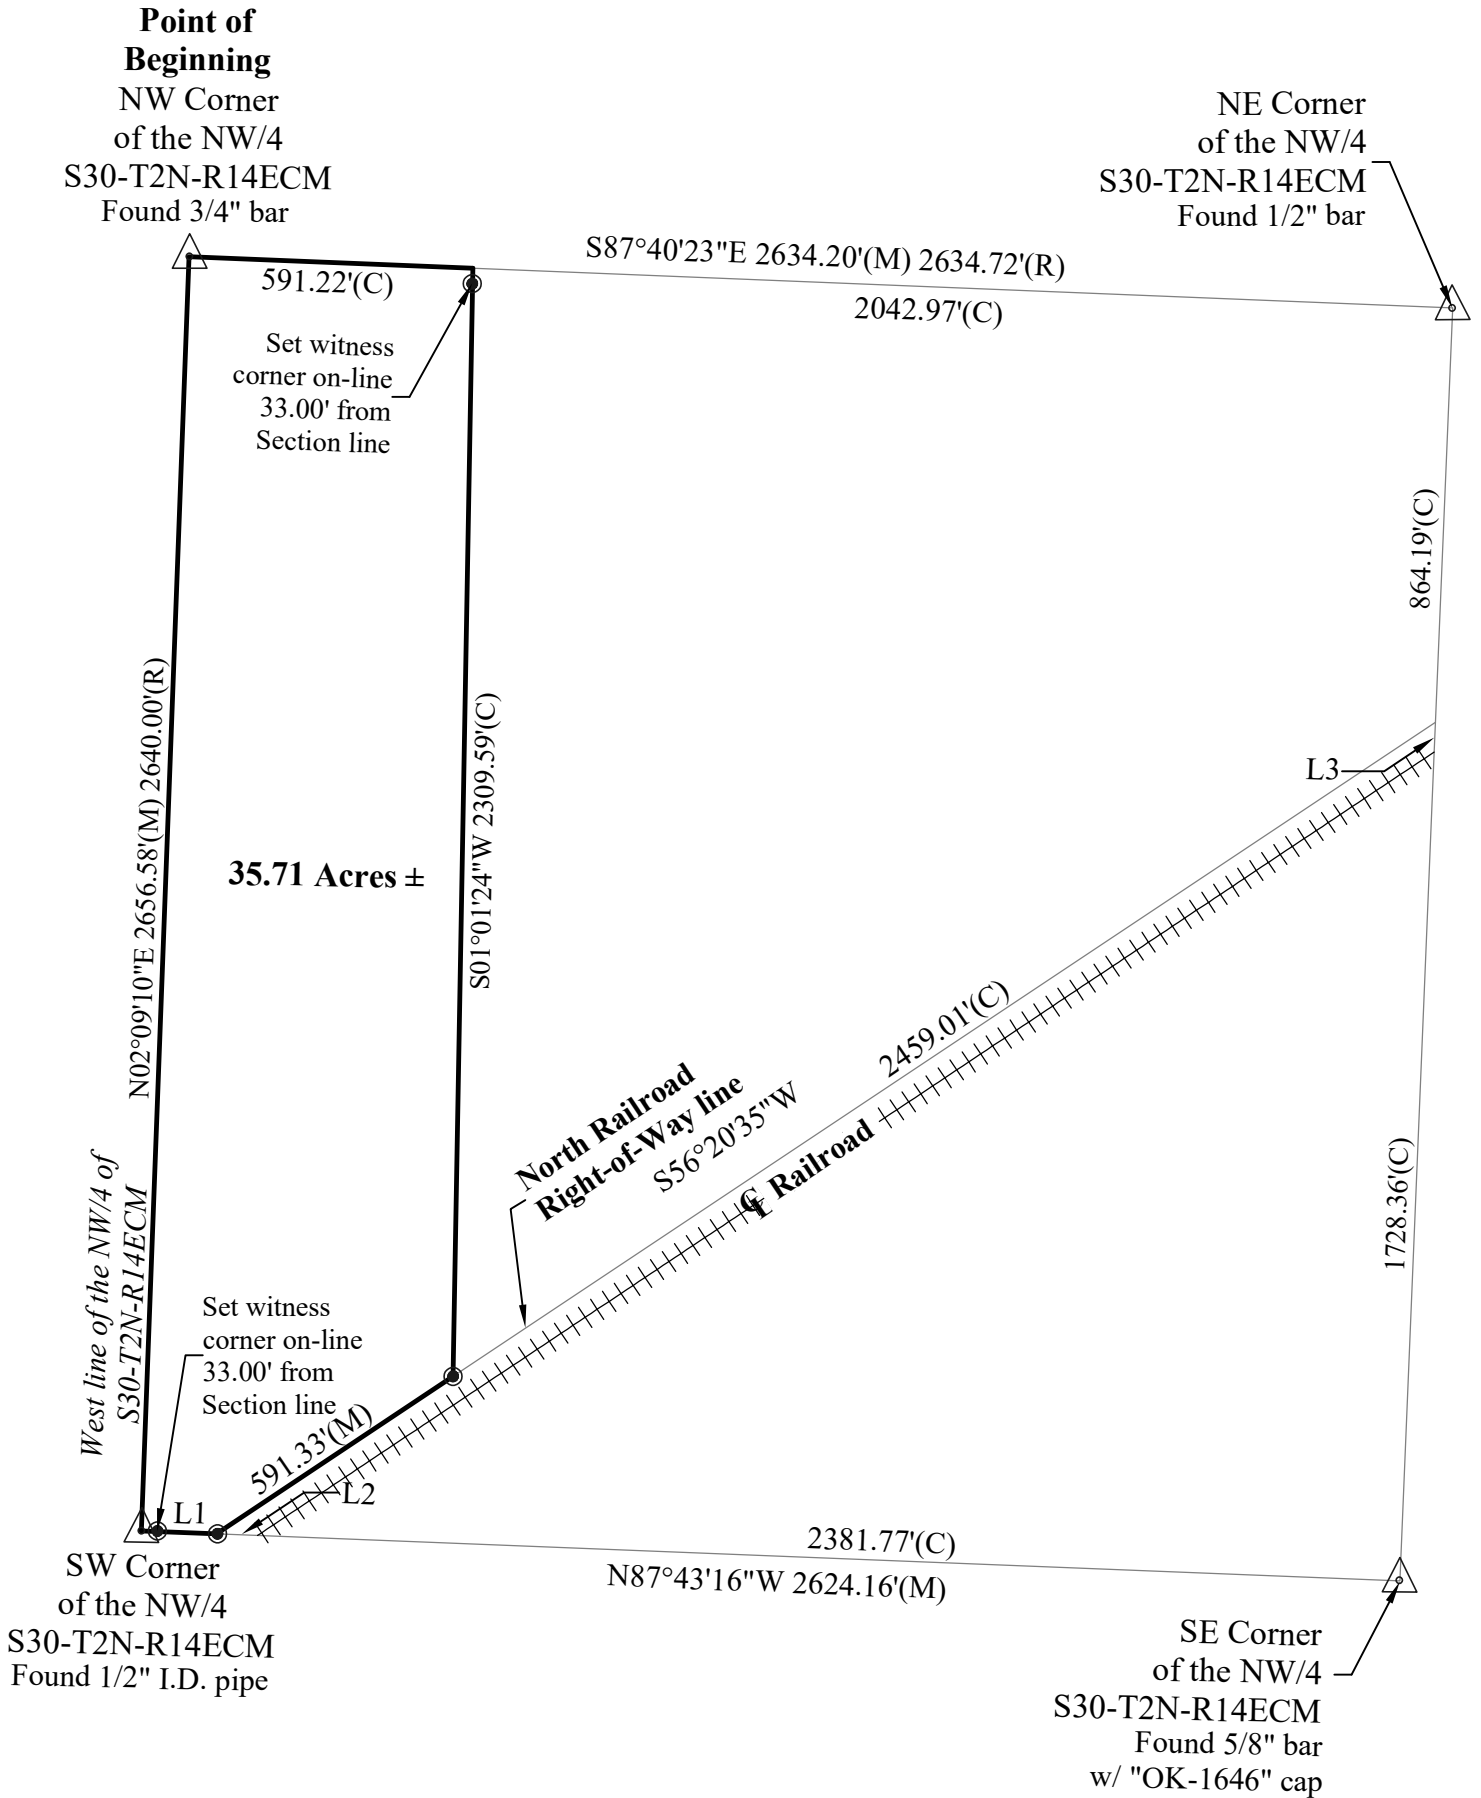 Point of
Beginning
NW Corner
of the NW/4
S30-T2N-R14ECM
Found 3/4" bar
NE Corner
of the NW/4
S30-T2N-R14ECM
Found 1/2" bar
S87°40'23"E 2634.20'(M) 2634.72'(R)
591.22'(C)
2042.97'(C)
Set witness
corner on-line
33.00' from
Section line
864.19'(C)
N02°09'10"E 2656.58'(M) 2640.00'(R)
S01°01'24"W 2309.59'(C)
L3
35.71 Acres ±
2459.01'(C)
North Railroad
Right-of-Way line
S56°20'35"W
℄ Railroad
1728.36'(C)
West line of the NW/4 of
S30-T2N-R14ECM
Set witness
corner on-line
33.00' from
Section line
591.33'(M)
L2
L1
2381.77'(C)
N87°43'16"W 2624.16'(M)
SW Corner
of the NW/4
S30-T2N-R14ECM
Found 1/2" I.D. pipe
SE Corner
of the NW/4
S30-T2N-R14ECM
Found 5/8" bar
w/ "OK-1646" cap